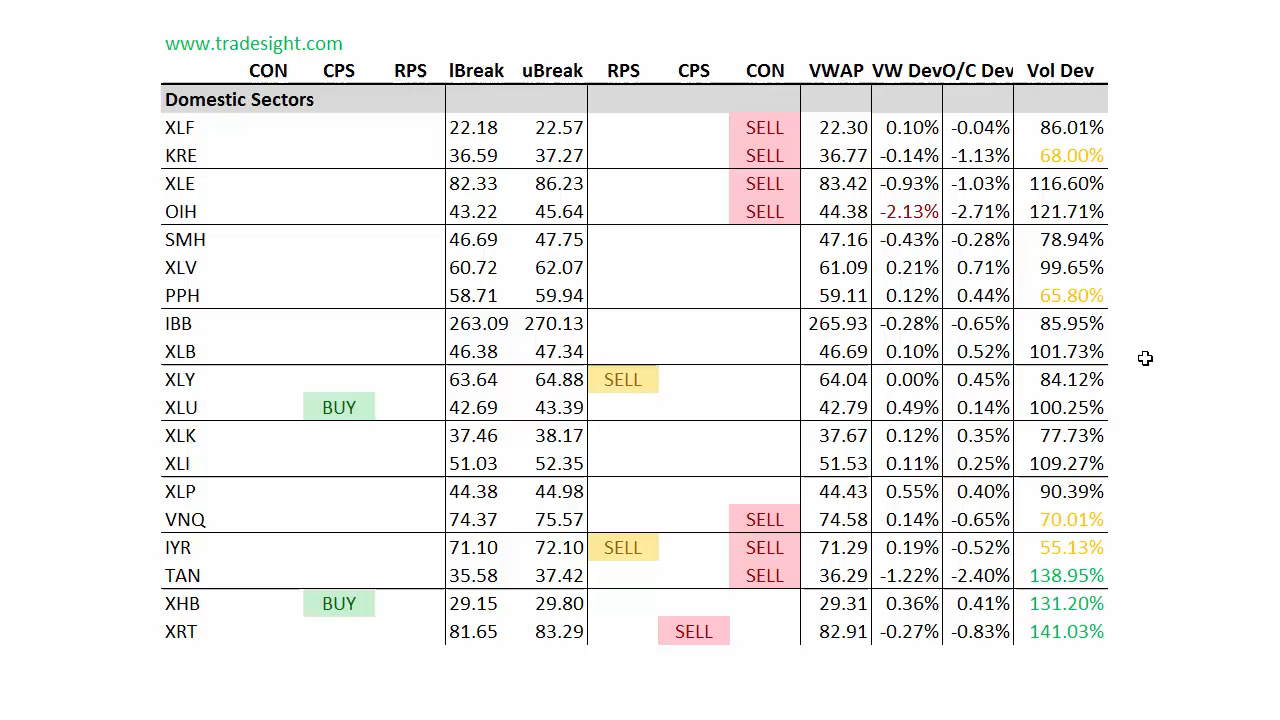 www.tradesight.com
CON CPS RPS lBreak uBreak RPS CPS CON VWAP VW Dev O/C Dev Vol Dev
Domestic Sectors
XLF 22.18 22.57 SELL 22.30 0.10% -0.04% 86.01%
KRE 36.59 37.27 SELL 36.77 -0.14% -1.13% 68.00%
XLE 82.33 86.23 SELL 83.42 -0.93% -1.03% 116.60%
OIH 43.22 45.64 SELL 44.38 -2.13% -2.71% 121.71%
SMH 46.69 47.75 47.16 -0.43% -0.28% 78.94%
XLV 60.72 62.07 61.09 0.21% 0.71% 99.65%
PPH 58.71 59.94 59.11 0.12% 0.44% 65.80%
IBB 263.09 270.13 265.93 -0.28% -0.65% 85.95%
XLB 46.38 47.34 46.69 0.10% 0.52% 101.73%
XLY 63.64 64.88 SELL 64.04 0.00% 0.45% 84.12%
XLU BUY 42.69 43.39 42.79 0.49% 0.14% 100.25%
XLK 37.46 38.17 37.67 0.12% 0.35% 77.73%
XLI 51.03 52.35 51.53 0.11% 0.25% 109.27%
XLP 44.38 44.98 44.43 0.55% 0.40% 90.39%
VNQ 74.37 75.57 SELL 74.58 0.14% -0.65% 70.01%
IYR 71.10 72.10 SELL SELL 71.29 0.19% -0.52% 55.13%
TAN 35.58 37.42 SELL 36.29 -1.22% -2.40% 138.95%
XHB BUY 29.15 29.80 29.31 0.36% 0.41% 131.20%
XRT 81.65 83.29 SELL 82.91 -0.27% -0.83% 141.03%